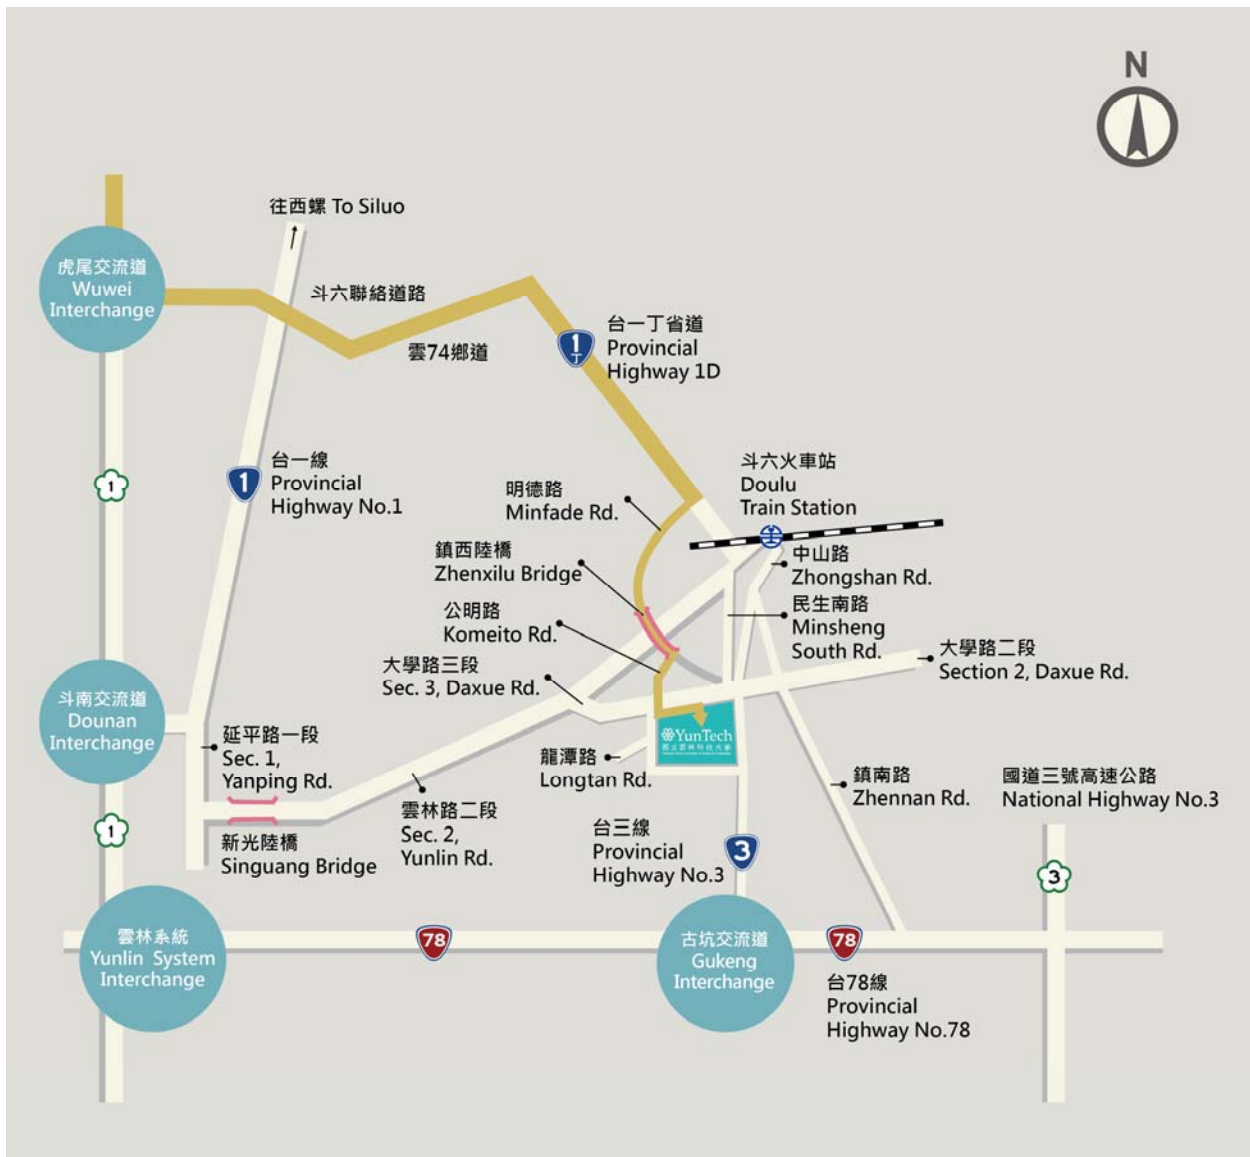 N
往西螺 To Siluo
虎尾交流道
Wuwei
Interchange
斗六聯絡道路
雲74鄉道
1
丁
台一丁省道
Provincial
Highway 1D
1
1
台一線
Provincial
Highway No.1
斗六火車站
Doulu
Train Station
明德路
Minfade Rd.
鎮西陸橋
Zhenxilu Bridge
中山路
Zhongshan Rd.
公明路
Komeito Rd.
民生南路
Minsheng
South Rd.
大學路三段
Sec. 3, Daxue Rd.
大學路二段
Section 2, Daxue Rd.
斗南交流道
Dounan
Interchange
延平路一段
Sec. 1,
Yanping Rd.
YunTech
國立雲林科技大學
龍潭路
Longtan Rd.
鎮南路
Zhennan Rd.
國道三號高速公路
National Highway No.3
1
新光陸橋
Singuang Bridge
雲林路二段
Sec. 2,
Yunlin Rd.
台三線
Provincial
Highway No.3
3
3
雲林系統
Yunlin System
Interchange
78
古坑交流道
Gukeng
Interchange
78
台78線
Provincial
Highway No.78